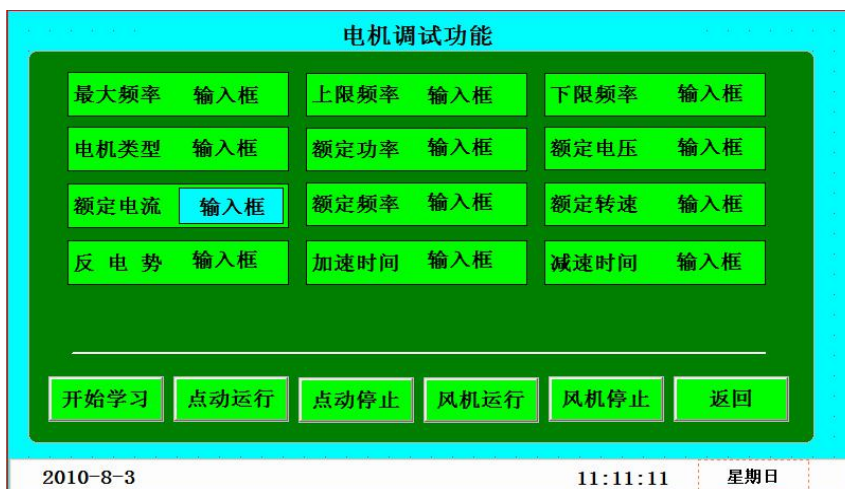 电机调试功能
最大频率 输入框 上限频率 输入框 下限频率 输入框
电机类型 输入框 额定功率 输入框 额定电压 输入框
额定电流 输入框 额定频率 输入框 额定转速 输入框
反 电 势 输入框 加速时间 输入框 减速时间 输入框
开始学习 点动运行 点动停止 风机运行 风机停止 返回
2010-8-3 11:11:11 星期日